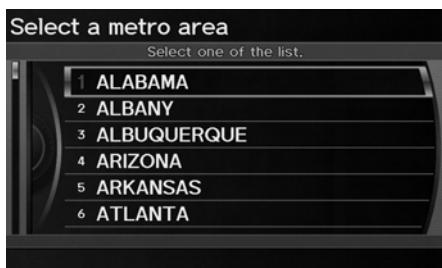 Select a metro area
Select one of the list.
1 ALABAMA
2 ALBANY
3 ALBUQUERQUE
4 ARIZONA
5 ARKANSAS
6 ATLANTA